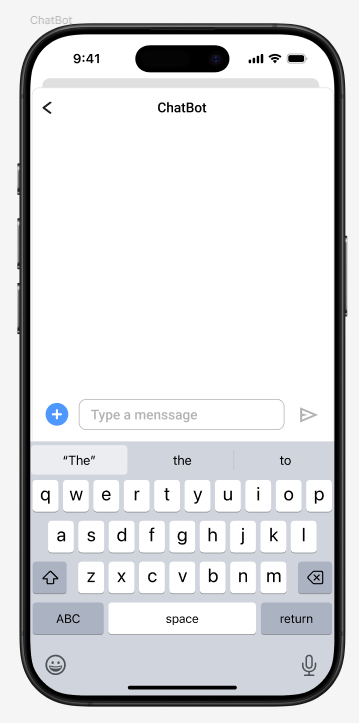 ChatBot
9:41
ChatBot
Type a menssage
“The” the to
q w e r t y u i o p
a s d f g h j k l
z x c v b n m
ABC space return